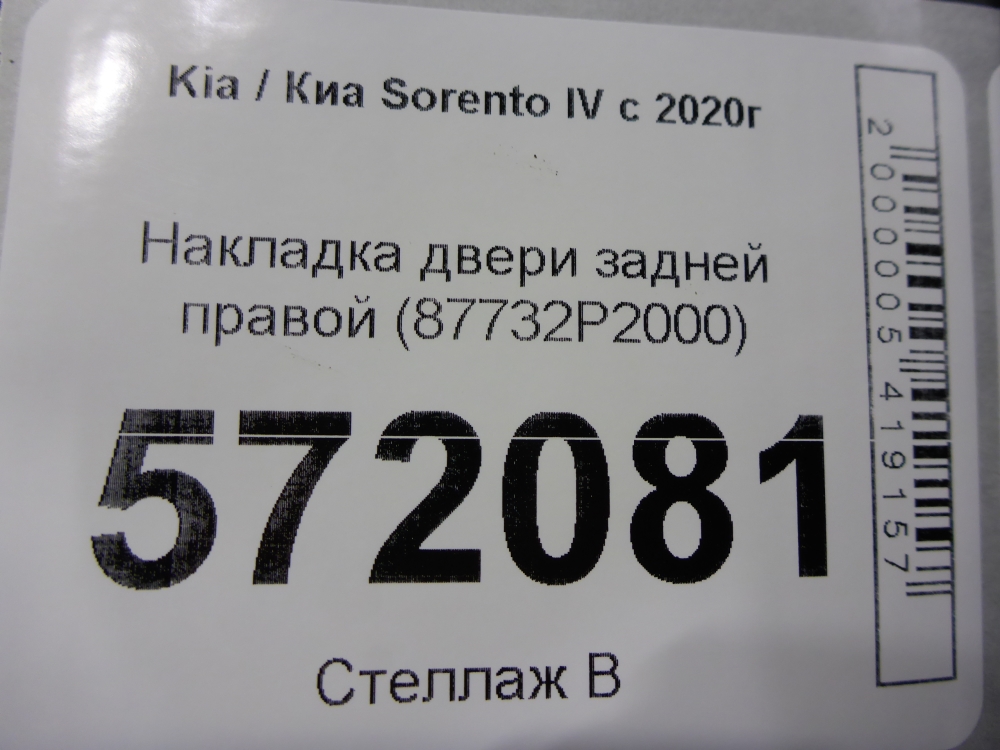 Kia / Киа Sorento IV с 2020г
Накладка двери задней
правой (87732P2000)
572081
Стеллаж В
2000005419157